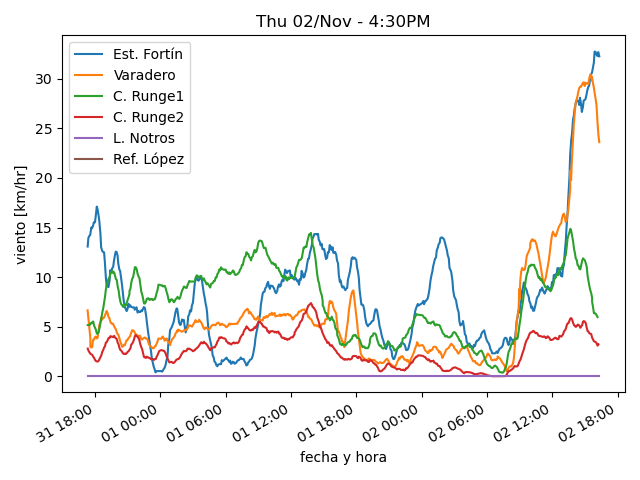 Thu 02/Nov - 4:30PM
Est. Fortín
Varadero
C. Runge1
C. Runge2
L. Notros
Ref. López
viento [km/hr]
30
25
20
15
10
5
0
31 18:00
01 00:00
01 06:00
01 12:00
01 18:00
02 00:00
02 06:00
02 12:00
02 18:00
fecha y hora